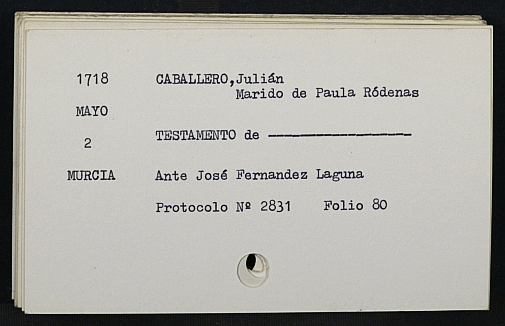 1718 CABALLERO,Julián
Marido de Paula Ródenas
MAYO
2 TESTAMENTO de ------------------
MURCIA Ante José Fernandez Laguna
Protocolo Nº 2831 Folio 80